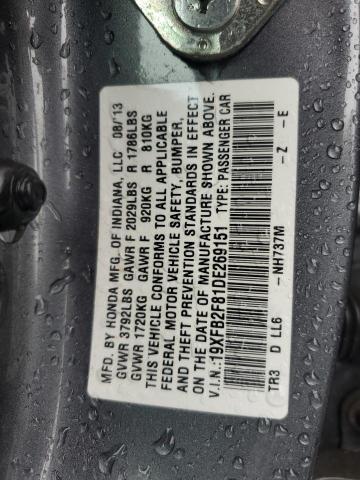 MFD. BY HONDA MFG. OF INDIANA, LLC 08/'13
GVWR 3792LBS GAWR F 2029LBS R 1786LBS
GVWR 1720KG GAWR F 920KG R 810KG
THIS VEHICLE CONFORMS TO ALL APPLICABLE
FEDERAL MOTOR VEHICLE SAFETY, BUMPER,
AND THEFT PREVENTION STANDARDS IN EFFECT
ON THE DATE OF MANUFACTURE SHOWN ABOVE.
V.I.N.:19XFB2F81DE269151 TYPE: PASSENGER CAR
TR3 D LL6 - NH737M - Z - E